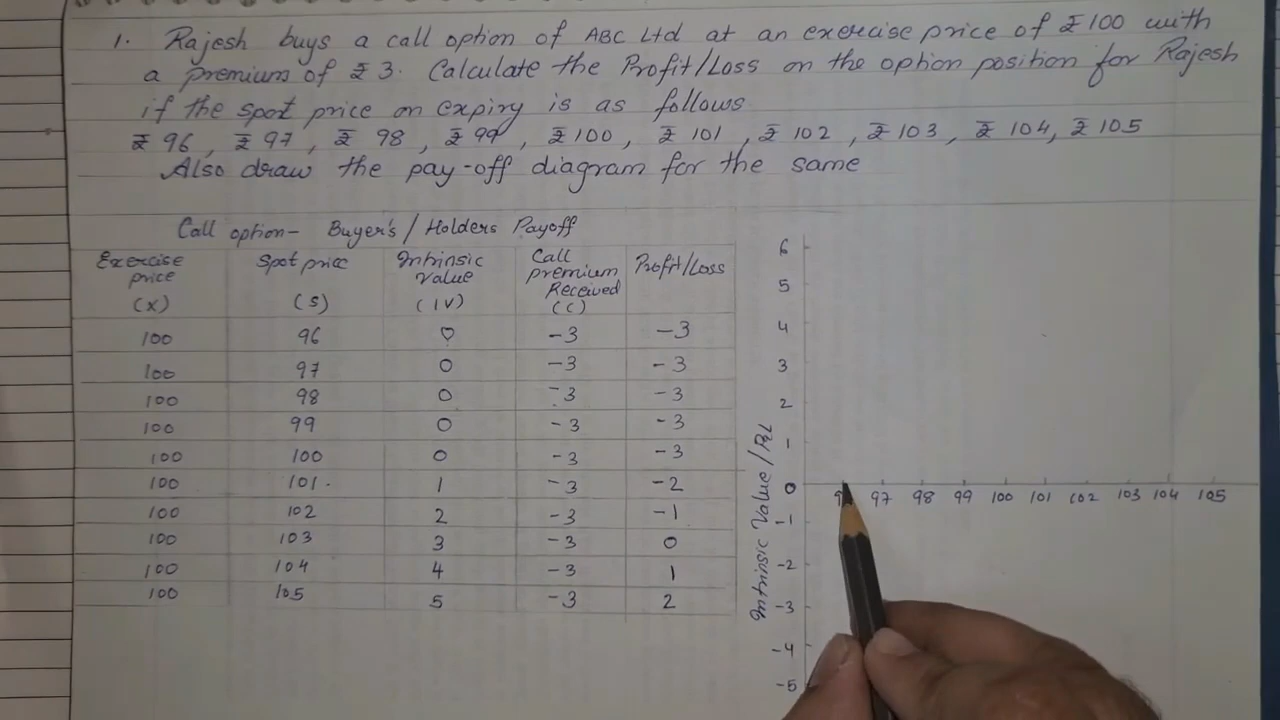 1. Rajesh buys a call option of ABC Ltd at an exercise price of ₹100 with
a premium of ₹3. Calculate the Profit/Loss on the option position for Rajesh
if the spot price on expiry is as follows
₹96, ₹97, ₹98, ₹99, ₹100, ₹101, ₹102, ₹103, ₹104, ₹105
Also draw the pay-off diagram for the same
Call option- Buyer's/Holders Payoff
Exercise price (X) Spot price (S) Intrinsic Value (IV) Call premium Received (C) Profit/Loss
100 96 0 -3 -3
100 97 0 -3 -3
100 98 0 -3 -3
100 99 0 -3 -3
100 100 0 -3 -3
100 101. 1 -3 -2
100 102 2 -3 -1
100 103 3 -3 0
100 104 4 -3 1
100 105 5 -3 2
Intrinsic Value/P&L
6
5
4
3
2
1
0
97 98 99 100 101 102 103 104 105
-1
-2
-3
-4
-5